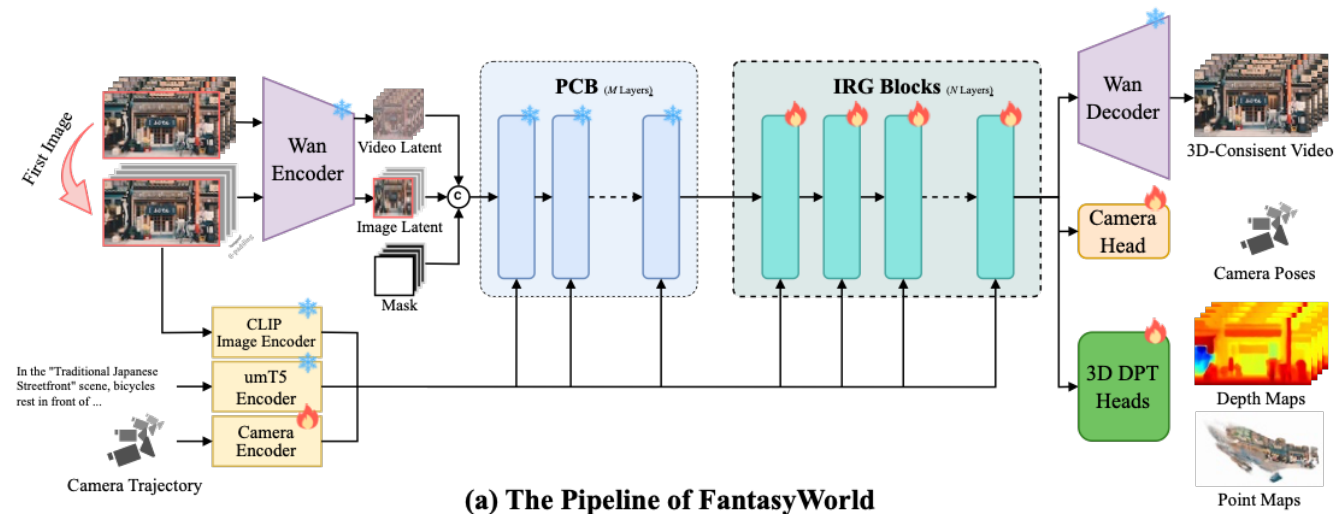 First Image
Wan
Encoder
Video Latent
Image Latent
Mask
C
PCB (M Layers)
IRG Blocks (N Layers)
Wan
Decoder
3D-Consisent Video
Camera
Head
Camera Poses
3D DPT
Heads
Depth Maps
Point Maps
CLIP
Image Encoder
In the "Traditional Japanese
Streetfront" scene, bicycles
rest in front of ...
umT5
Encoder
Camera
Encoder
Camera Trajectory
(a) The Pipeline of FantasyWorld